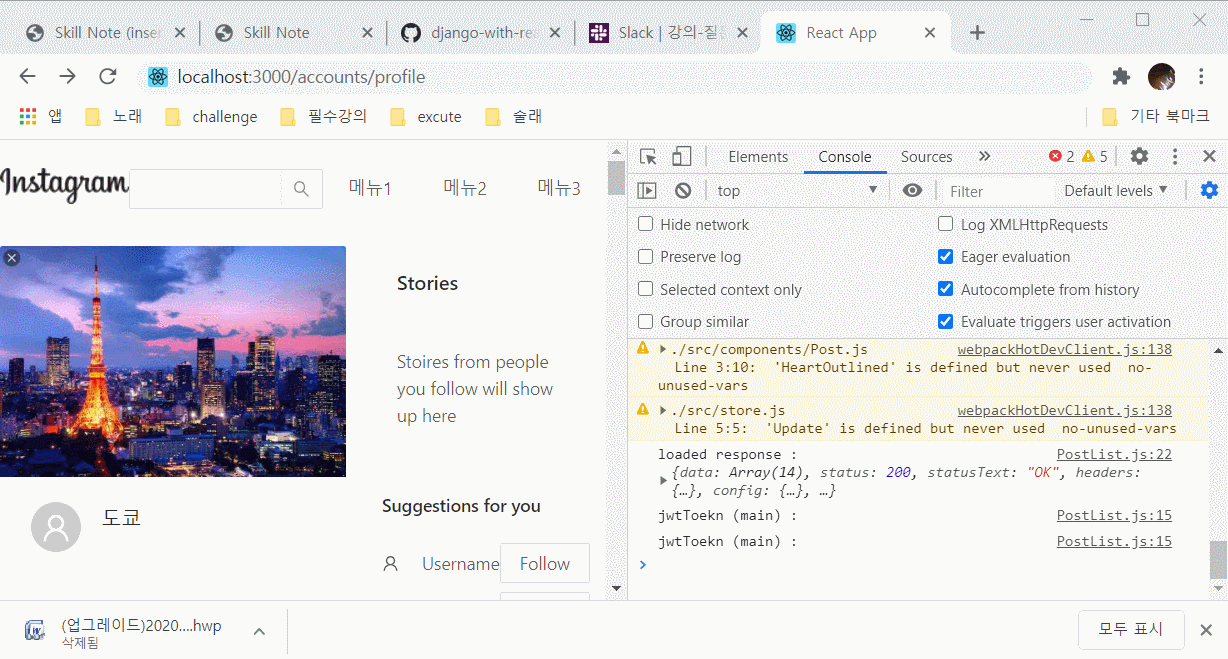 Skill Note (inser
Skill Note
django-with-rea
Slack | 강의-질문
React App
localhost:3000/accounts/profile
앱
노래
challenge
필수강의
excute
술래
기타 북마크
Instagram
메뉴1
메뉴2
메뉴3
Stories
Stoires from people
you follow will show
up here
도쿄
Suggestions for you
Username
Follow
Elements
Console
Sources
2
5
top
Filter
Default levels
Hide network
Log XMLHttpRequests
Preserve log
Eager evaluation
Selected context only
Autocomplete from history
Group similar
Evaluate triggers user activation
./src/components/Post.js
webpackHotDevClient.js:138
Line 3:10:  'HeartOutlined' is defined but never used  no-
unused-vars
./src/store.js
webpackHotDevClient.js:138
Line 5:5:  'Update' is defined but never used  no-unused-vars
loaded response :
PostList.js:22
{data: Array(14), status: 200, statusText: "OK", headers:
{…}, config: {…}, …}
jwtToekn (main) :
PostList.js:15
jwtToekn (main) :
PostList.js:15
(업그레이드)2020....hwp
삭제됨
모두 표시